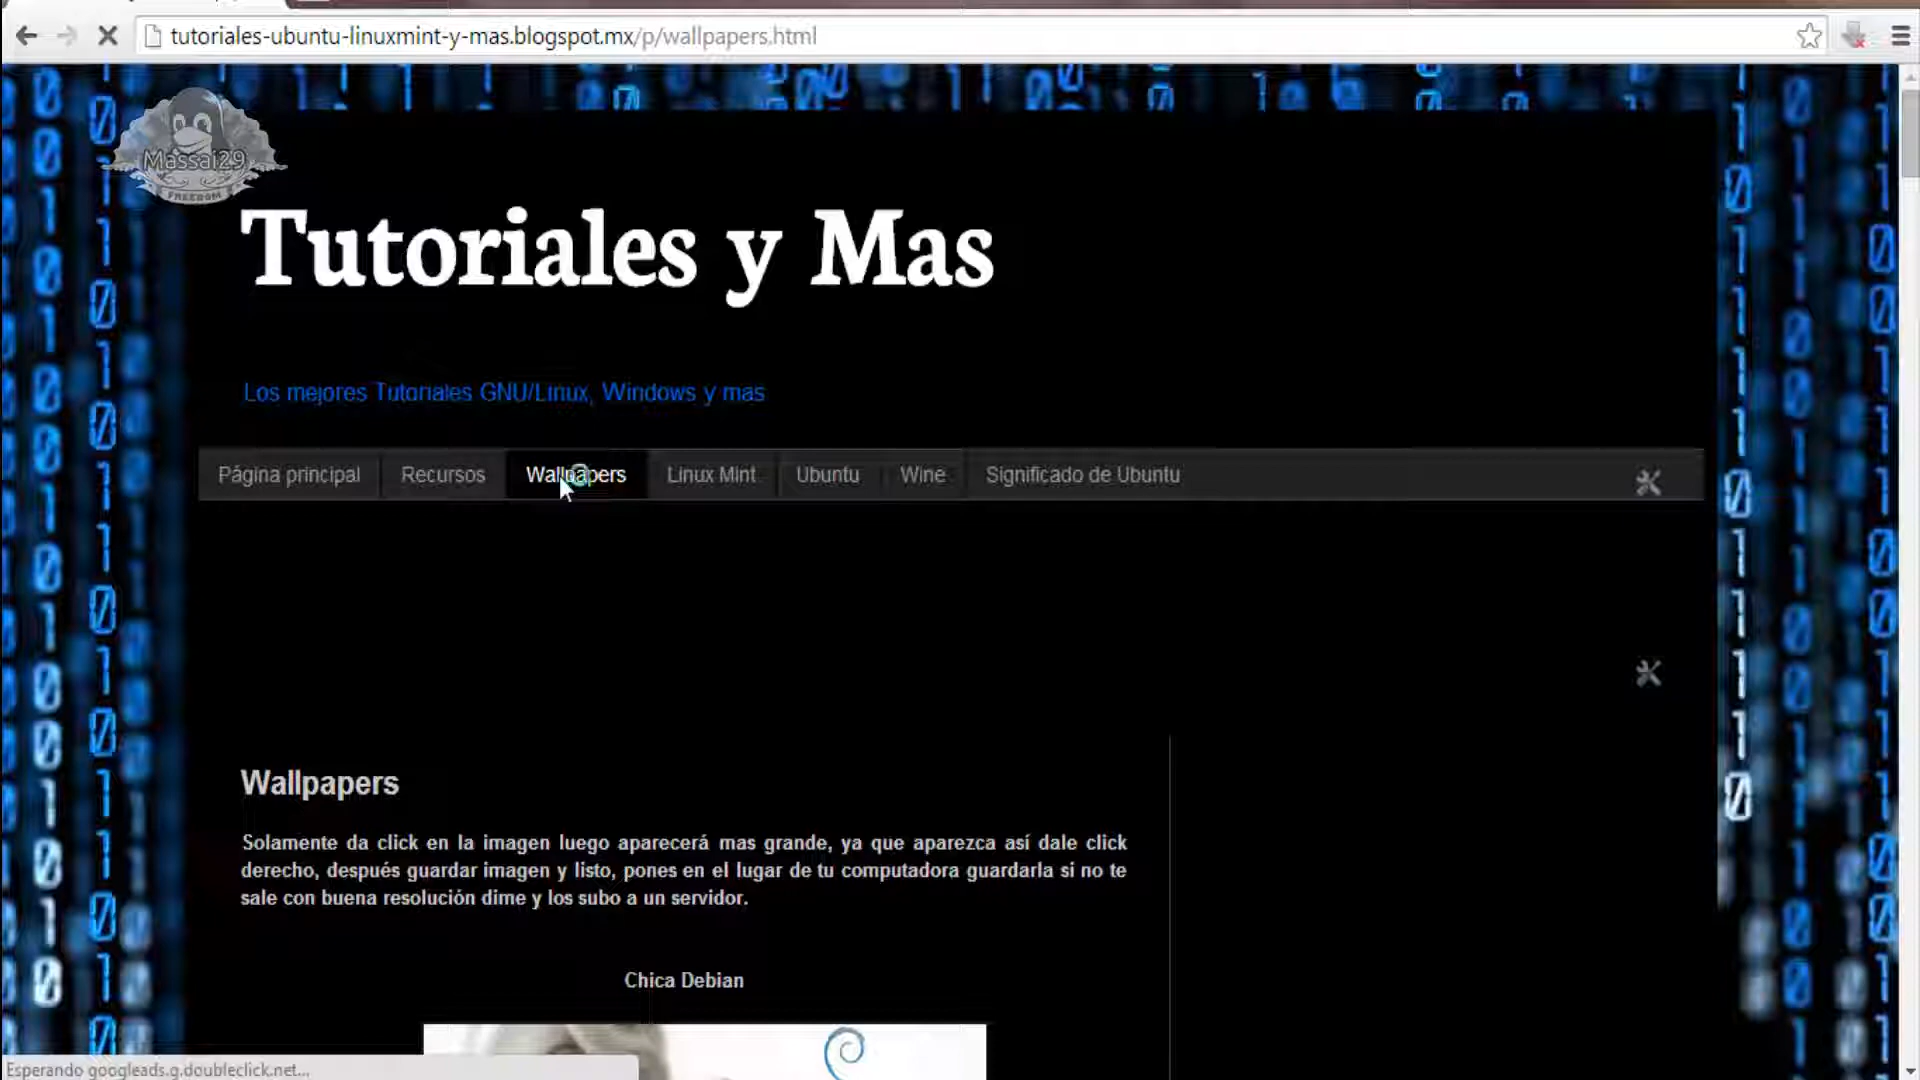 tutoriales-ubuntu-linuxmint-y-mas.blogspot.mx/p/wallpapers.html
Massai29
FREEDOM
Tutoriales y Mas
Los mejores Tutoriales GNU/Linux, Windows y mas
Página principal Recursos Wallpapers Linux Mint Ubuntu Wine Significado de Ubuntu
Wallpapers
Solamente da click en la imagen luego aparecerá mas grande, ya que aparezca así dale click
derecho, después guardar imagen y listo, pones en el lugar de tu computadora guardarla si no te
sale con buena resolución dime y los subo a un servidor.
Chica Debian
Esperando googleads.g.doubleclick.net...